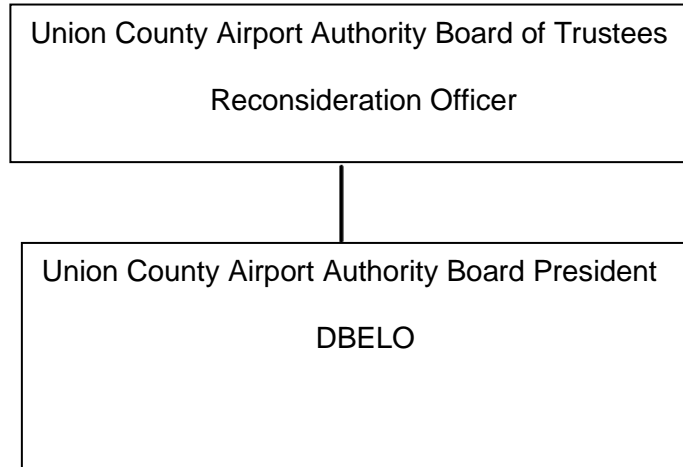 Union County Airport Authority Board of Trustees
Reconsideration Officer
Union County Airport Authority Board President
DBELO